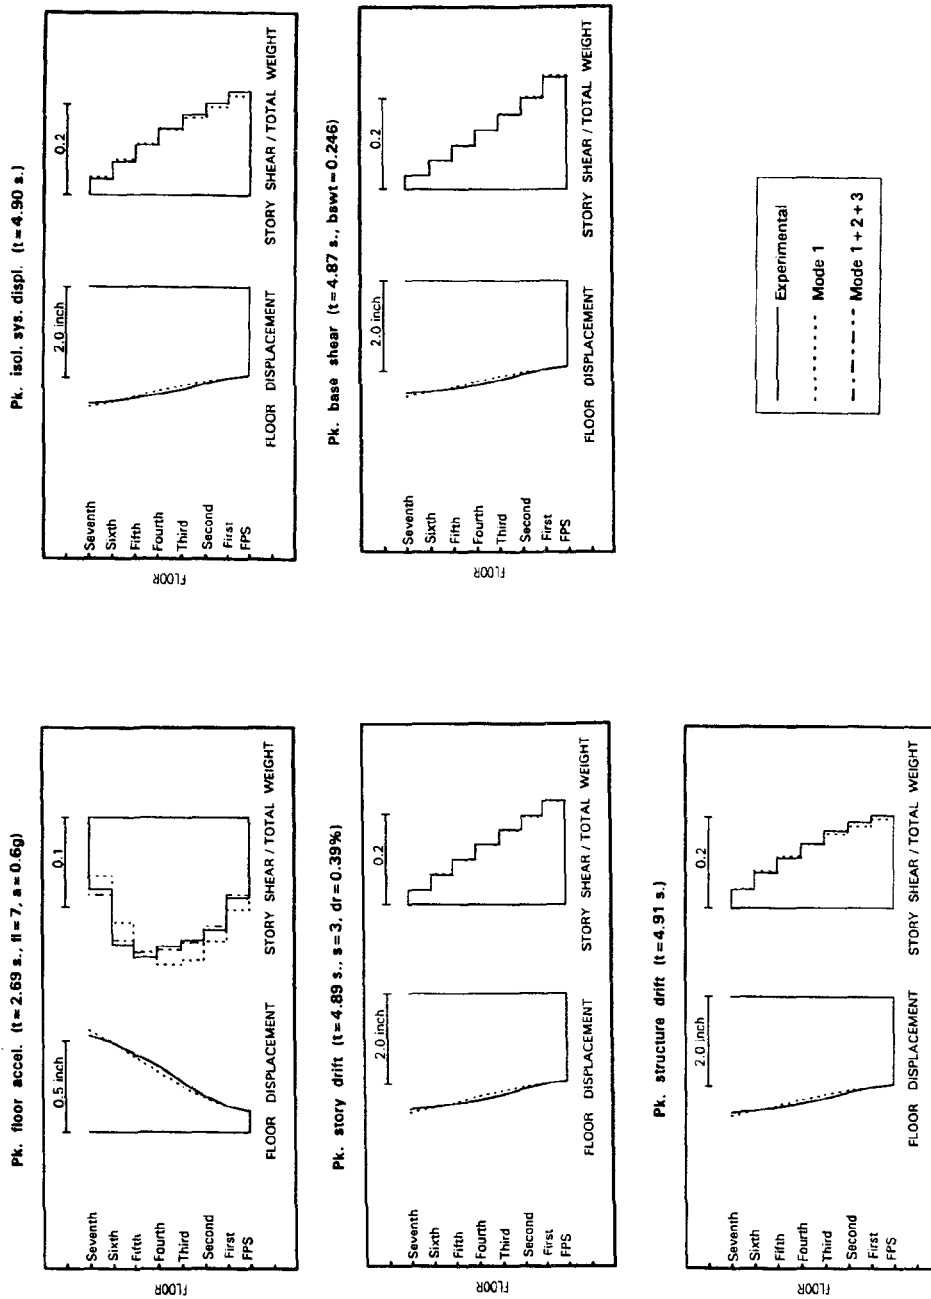 Pk. floor accel. (t=2.69 s., fl=7, a=0.6g)
FLOOR
Seventh
Sixth
Fifth
Fourth
Third
Second
First
FPS
0.5 inch
0.1
FLOOR DISPLACEMENT
STORY SHEAR / TOTAL WEIGHT
Pk. isol. sys. displ. (t=4.90 s.)
FLOOR
Seventh
Sixth
Fifth
Fourth
Third
Second
First
FPS
2.0 inch
0.2
FLOOR DISPLACEMENT
STORY SHEAR / TOTAL WEIGHT
Pk. story drift (t=4.89 s., s=3, dr=0.39%)
FLOOR
Seventh
Sixth
Fifth
Fourth
Third
Second
First
FPS
2.0 inch
0.2
FLOOR DISPLACEMENT
STORY SHEAR / TOTAL WEIGHT
Pk. base shear (t=4.87 s., bswt=0.246)
FLOOR
Seventh
Sixth
Fifth
Fourth
Third
Second
First
FPS
2.0 inch
0.2
FLOOR DISPLACEMENT
STORY SHEAR / TOTAL WEIGHT
Pk. structure drift (t=4.91 s.)
FLOOR
Seventh
Sixth
Fifth
Fourth
Third
Second
First
FPS
2.0 inch
0.2
FLOOR DISPLACEMENT
STORY SHEAR / TOTAL WEIGHT
Experimental
Mode 1
Mode 1+2+3